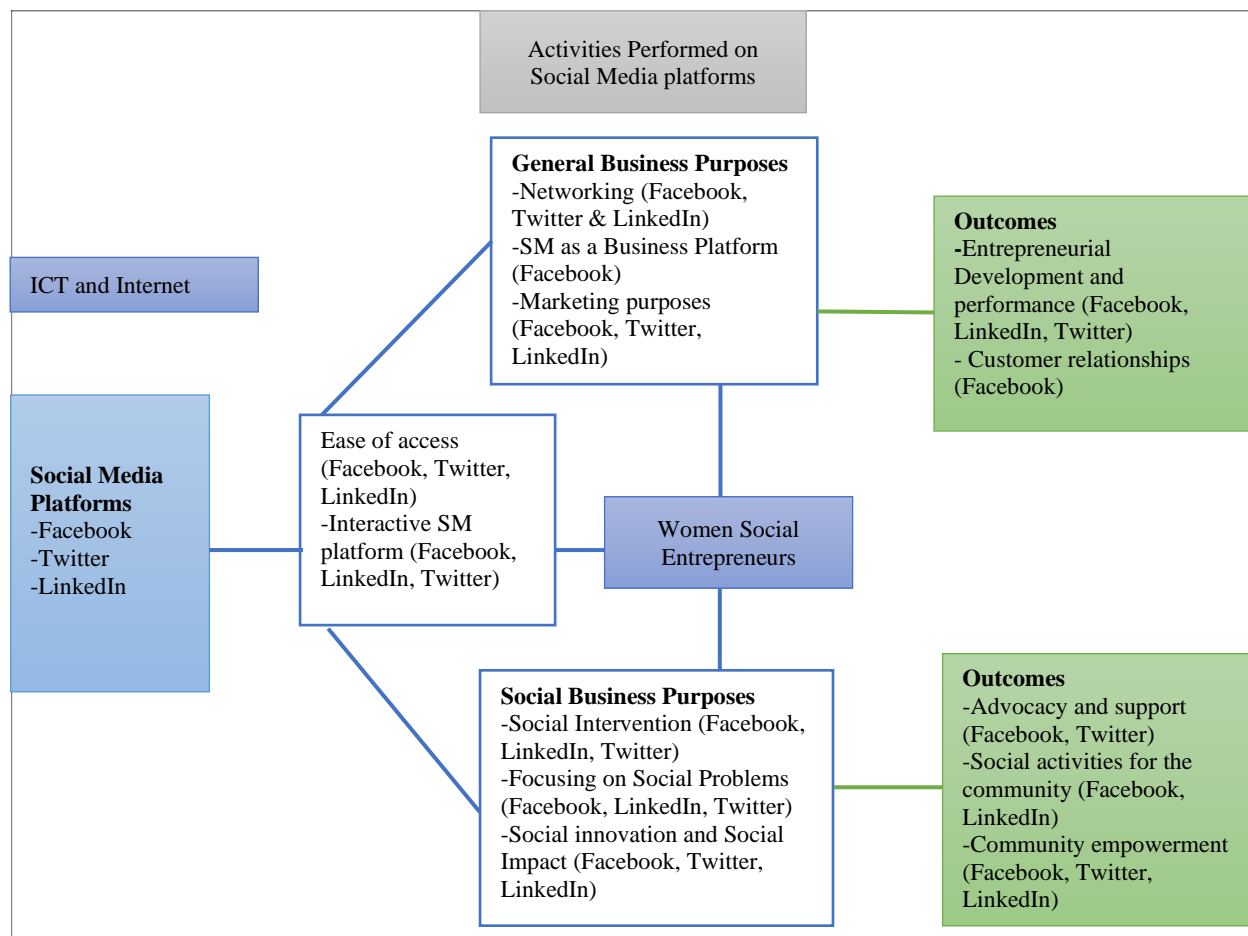 Activities Performed on
Social Media platforms
General Business Purposes
-Networking (Facebook,
Twitter & LinkedIn)
-SM as a Business Platform
(Facebook)
-Marketing purposes
(Facebook, Twitter,
LinkedIn)
Outcomes
-Entrepreneurial
Development and
performance (Facebook,
LinkedIn, Twitter)
- Customer relationships
(Facebook)
ICT and Internet
Social Media
Platforms
-Facebook
-Twitter
-LinkedIn
Ease of access
(Facebook, Twitter,
LinkedIn)
-Interactive SM
platform (Facebook,
LinkedIn, Twitter)
Women Social
Entrepreneurs
Social Business Purposes
-Social Intervention (Facebook,
LinkedIn, Twitter)
-Focusing on Social Problems
(Facebook, LinkedIn, Twitter)
-Social innovation and Social
Impact (Facebook, Twitter,
LinkedIn)
Outcomes
-Advocacy and support
(Facebook, Twitter)
-Social activities for the
community (Facebook,
LinkedIn)
-Community empowerment
(Facebook, Twitter,
LinkedIn)